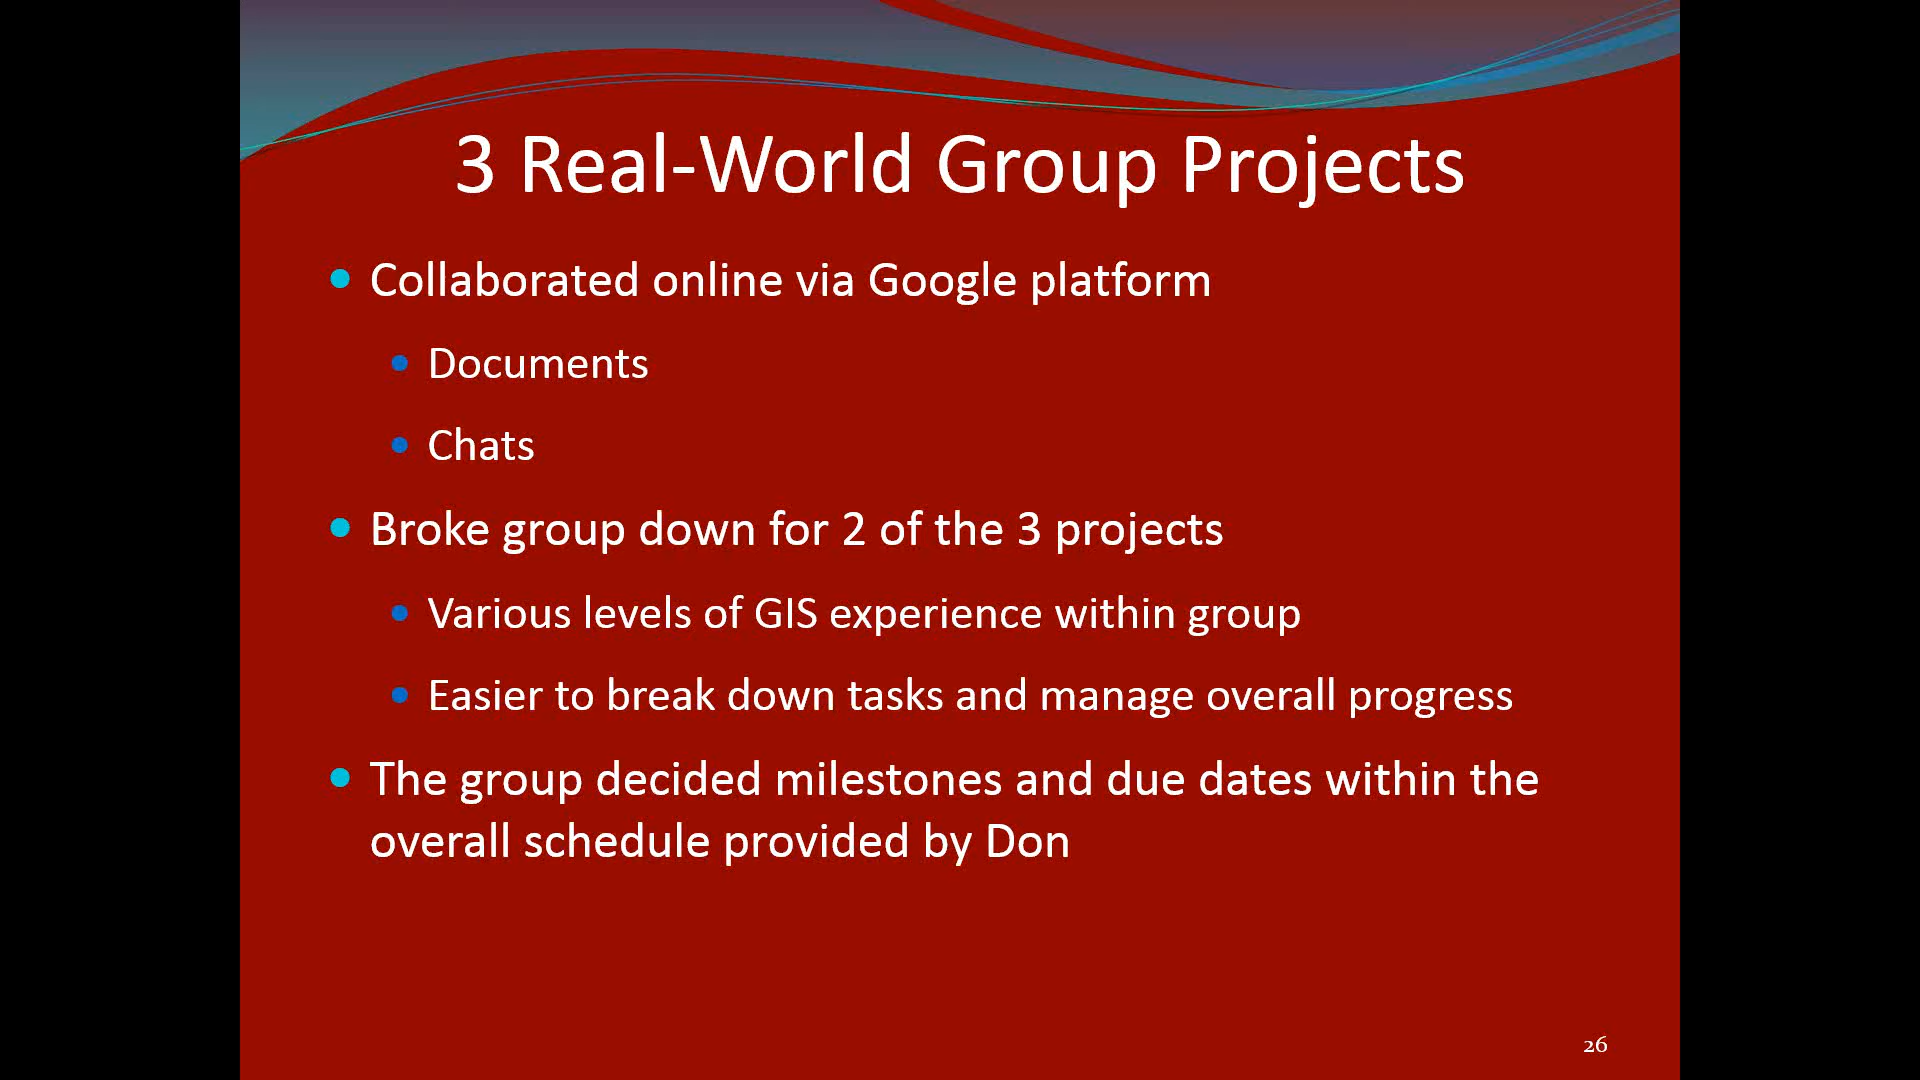 3 Real-World Group Projects
Collaborated online via Google platform
Documents
Chats
Broke group down for 2 of the 3 projects
Various levels of GIS experience within group
Easier to break down tasks and manage overall progress
The group decided milestones and due dates within the
overall schedule provided by Don
26